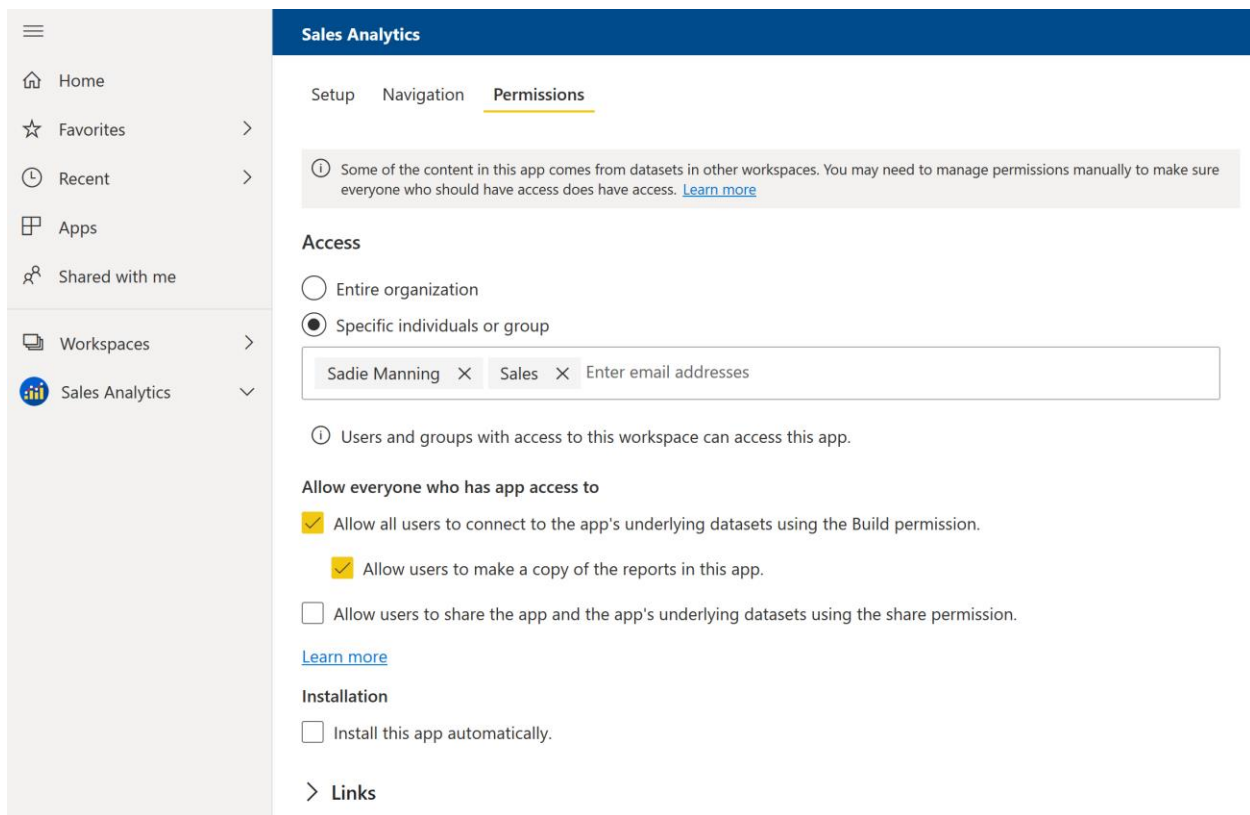 Sales Analytics
Home
Favorites
Recent
Apps
Shared with me
Workspaces
Sales Analytics
Setup Navigation Permissions
Some of the content in this app comes from datasets in other workspaces. You may need to manage permissions manually to make sure
everyone who should have access does have access. Learn more
Access
Entire organization
Specific individuals or group
Sadie Manning Sales Enter email addresses
Users and groups with access to this workspace can access this app.
Allow everyone who has app access to
Allow all users to connect to the app's underlying datasets using the Build permission.
Allow users to make a copy of the reports in this app.
Allow users to share the app and the app's underlying datasets using the share permission.
Learn more
Installation
Install this app automatically.
Links